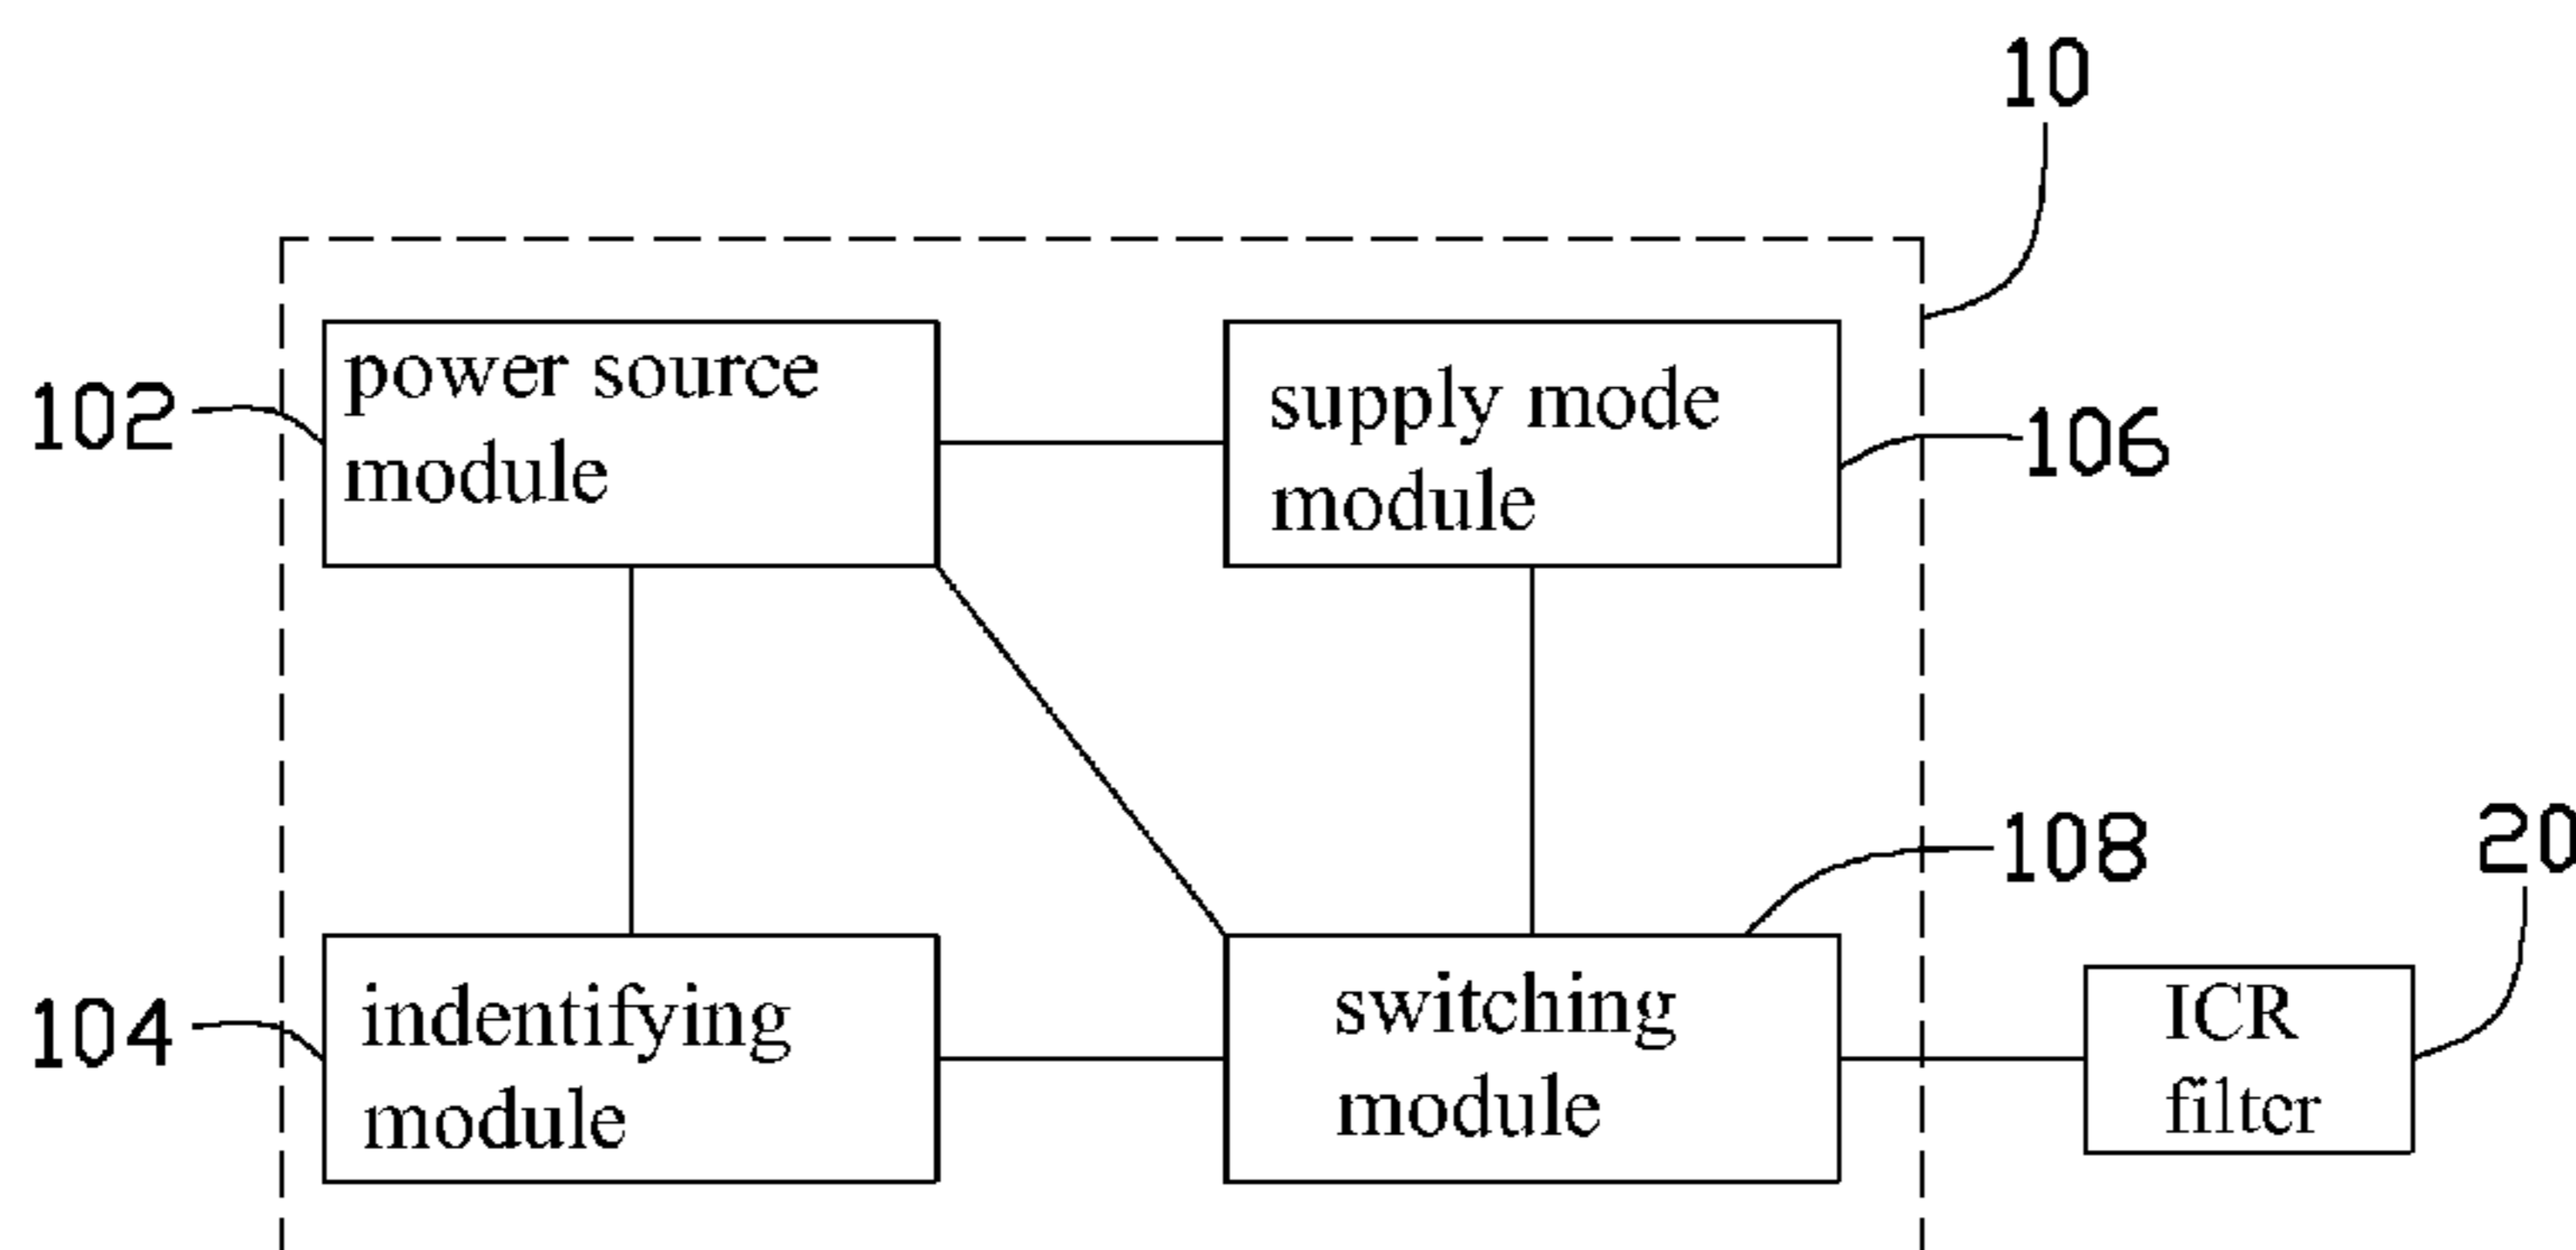 10
power source
module
102
supply mode
module
106
108
20
indentifying
module
104
switching
module
ICR
filter